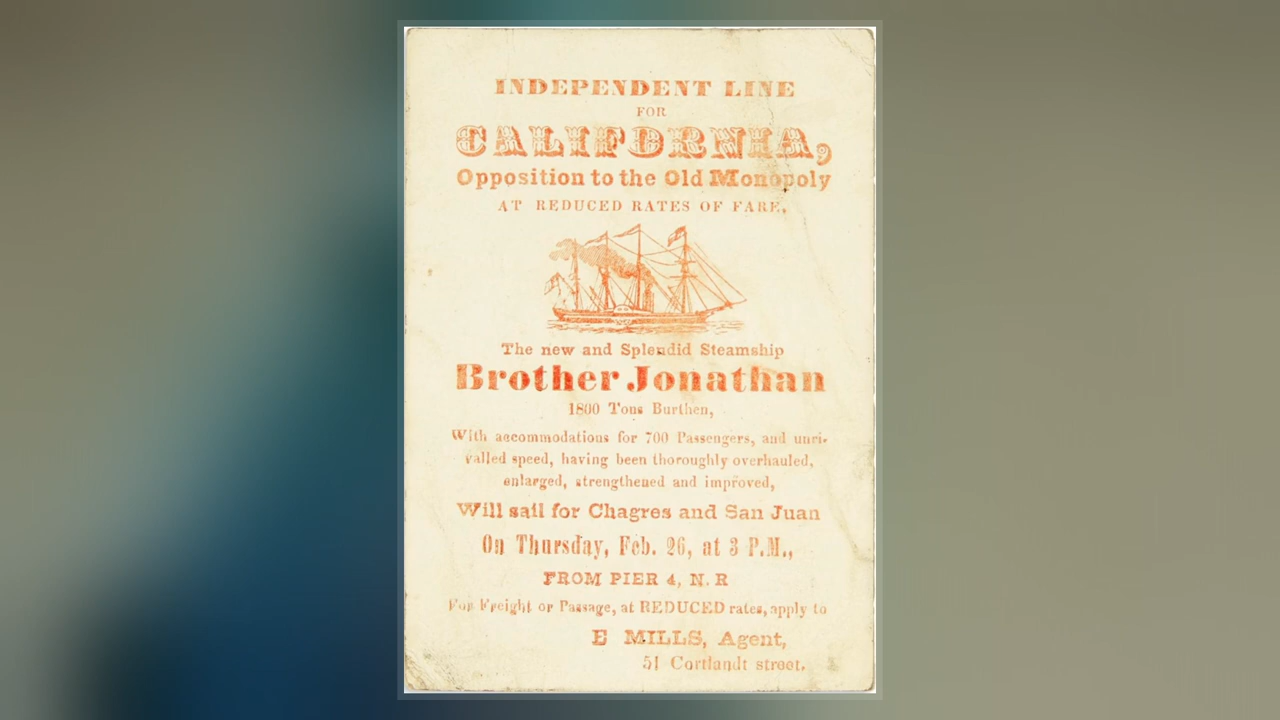 INDEPENDENT LINE
FOR
CALIFORNIA,
Opposition to the Old Monopoly
AT REDUCED RATES OF FARE,
The new and Splendid Steamship
Brother Jonathan
1800 Tons Burthen,
With accommodations for 700 Passengers, and unri-
valled speed, having been thoroughly overhauled,
enlarged, strengthened and improved,
Will sail for Chagres and San Juan
On Thursday, Feb. 26, at 3 P.M.,
FROM PIER 4, N. R
For Freight or Passage, at REDUCED rates, apply to
E MILLS, Agent,
51 Cortlandt street.